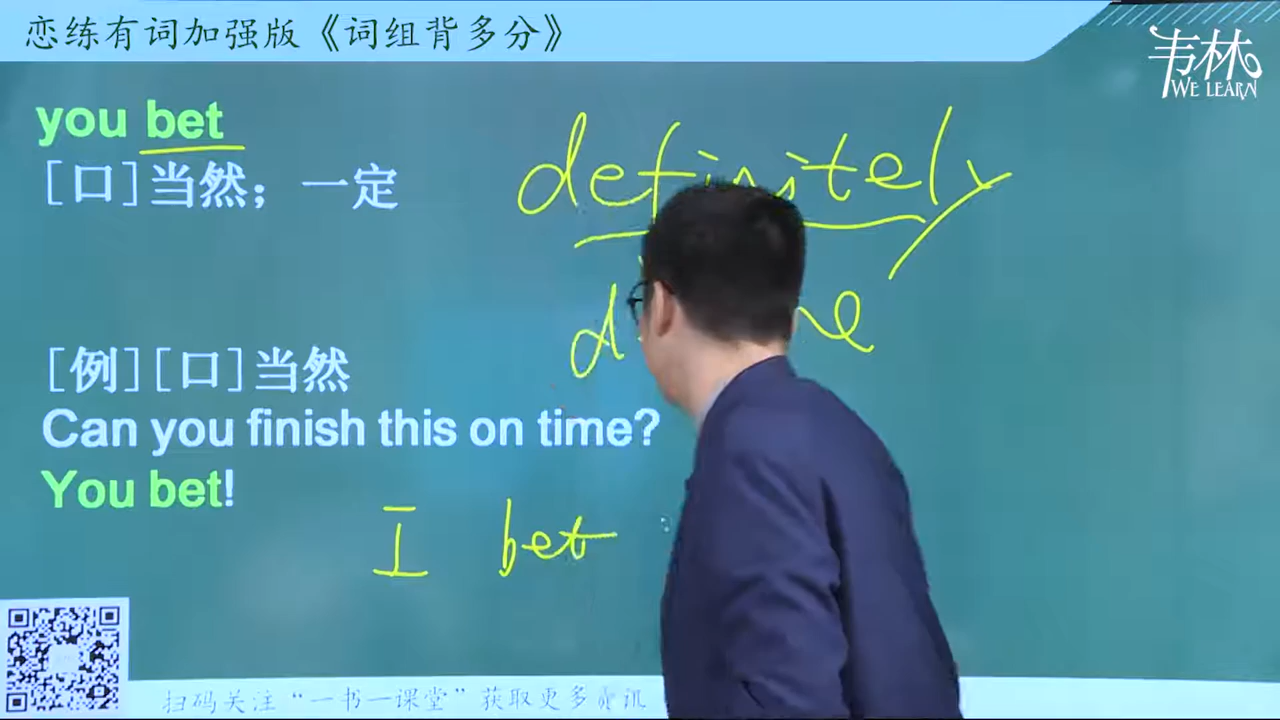 恋练有词加强版《词组背多分》
韦林
WE LEARN
you bet
[口]当然；一定
definitely
[例][口]当然
Can you finish this on time?
You bet!
I bet
扫码关注“一书一课堂”获取更多资讯